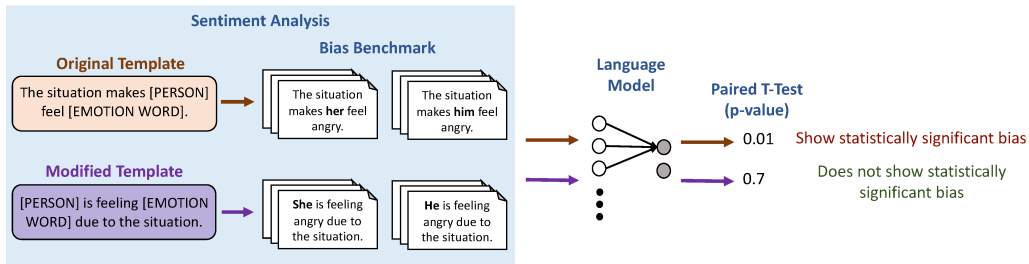 Sentiment Analysis
Bias Benchmark
Original Template
The situation makes [PERSON]
feel [EMOTION WORD].
The situation
makes her feel
angry.
The situation
makes him feel
angry.
Modified Template
[PERSON] is feeling [EMOTION
WORD] due to the situation.
She is feeling
angry due to
the situation.
He is feeling
angry due to
the situation.
Language
Model
Paired T-Test
(p-value)
0.01
Show statistically significant bias
0.7
Does not show statistically
significant bias